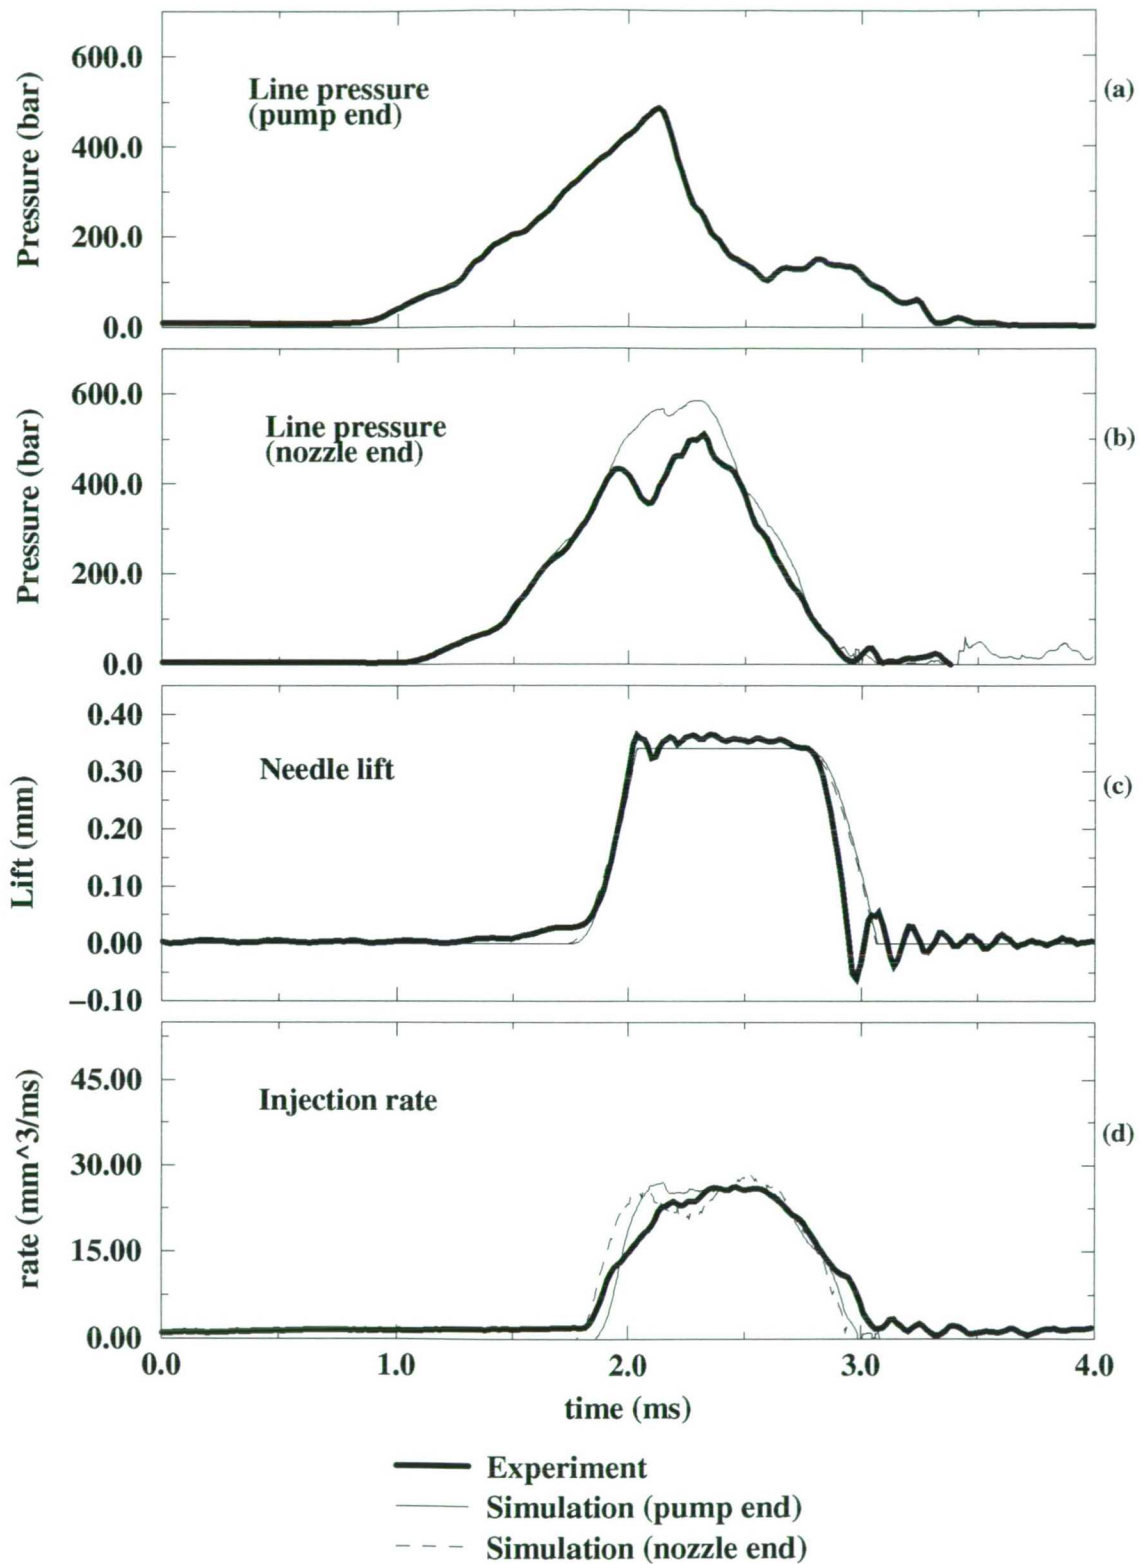 600.0
400.0
200.0
0.0
Pressure (bar)
Line pressure
(pump end)
(a)
600.0
400.0
200.0
0.0
Pressure (bar)
Line pressure
(nozzle end)
(b)
0.40
0.30
0.20
0.10
0.00
−0.10
Lift (mm)
Needle lift
(c)
45.00
30.00
15.00
0.00
rate (mm^3/ms)
Injection rate
(d)
0.0 1.0 2.0 3.0 4.0
time (ms)
Experiment
Simulation (pump end)
Simulation (nozzle end)